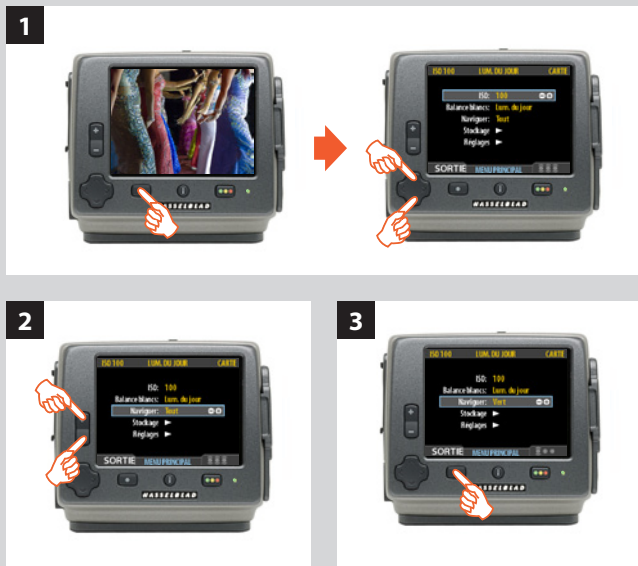 1
HASSELBLAD
ISO 100 LUM. DU JOUR CARTE
ISO: 100
Balance blancs: Lum. du jour
Naviguer: Tout
Stockage
Réglages
SORTIE MENU PRINCIPAL
HASSELBLAD
2
ISO 100 LUM. DU JOUR CARTE
ISO: 100
Balance blancs: Lum. du jour
Naviguer: Tout
Stockage
Réglages
SORTIE MENU PRINCIPAL
HASSELBLAD
3
ISO 100 LUM. DU JOUR CARTE
ISO: 100
Balance blancs: Lum. du jour
Naviguer: Vert
Stockage
Réglages
SORTIE MENU PRINCIPAL
HASSELBLAD